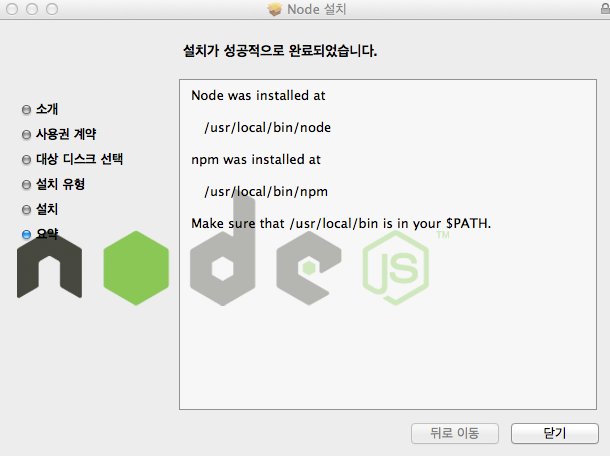 Node 설치
설치가 성공적으로 완료되었습니다.
소개
사용권 계약
대상 디스크 선택
설치 유형
설치
요약
Node was installed at
/usr/local/bin/node
npm was installed at
/usr/local/bin/npm
Make sure that /usr/local/bin is in your $PATH.
node
JS TM
뒤로 이동
닫기